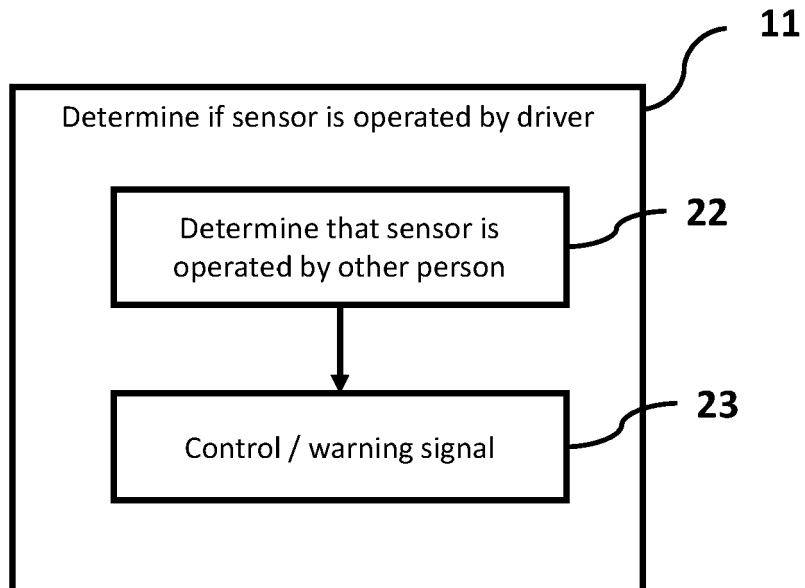 11
Determine if sensor is operated by driver
22
Determine that sensor is
operated by other person
23
Control / warning signal